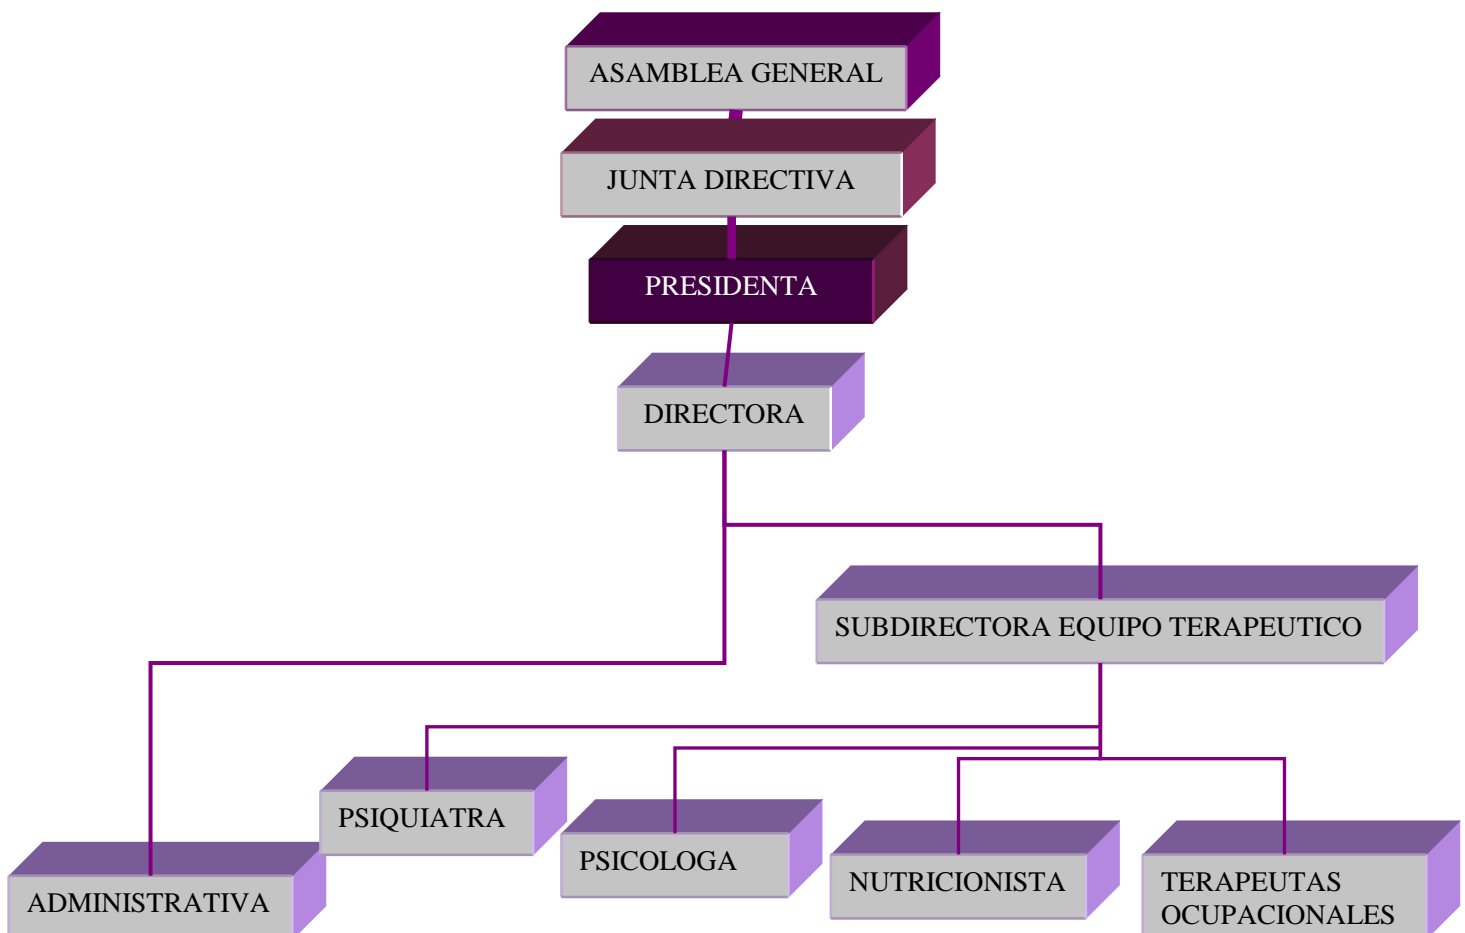 ASAMBLEA GENERAL
JUNTA DIRECTIVA
PRESIDENTA
DIRECTORA
SUBDIRECTORA EQUIPO TERAPEUTICO
PSIQUIATRA
PSICOLOGA
NUTRICIONISTA
TERAPEUTAS
OCUPACIONALES
ADMINISTRATIVA